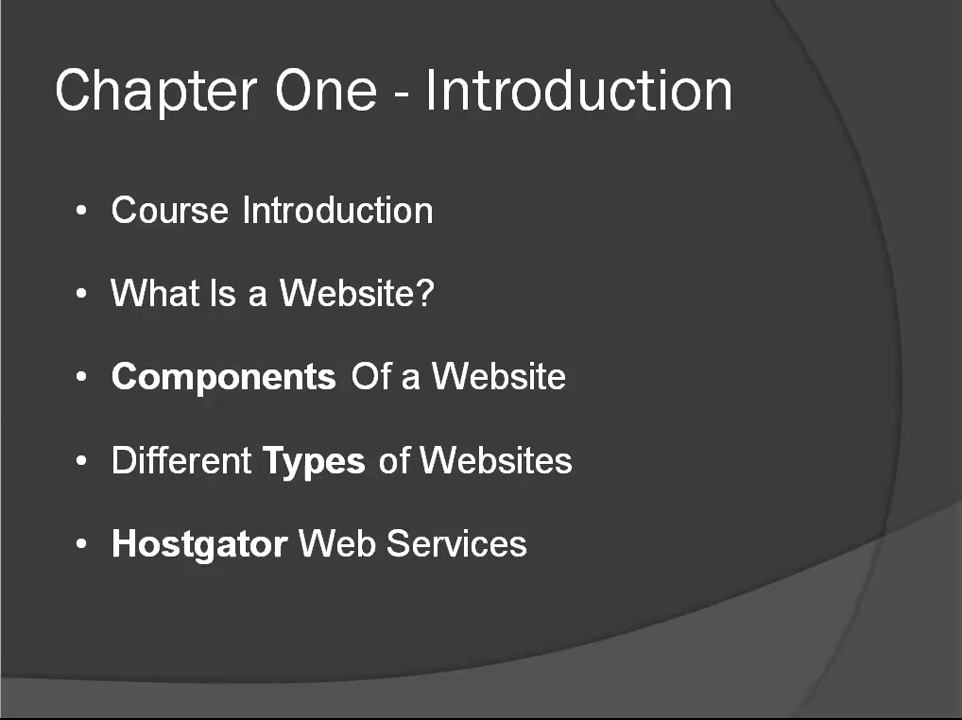 Chapter One - Introduction
• Course Introduction
• What Is a Website?
• Components Of a Website
• Different Types of Websites
• Hostgator Web Services